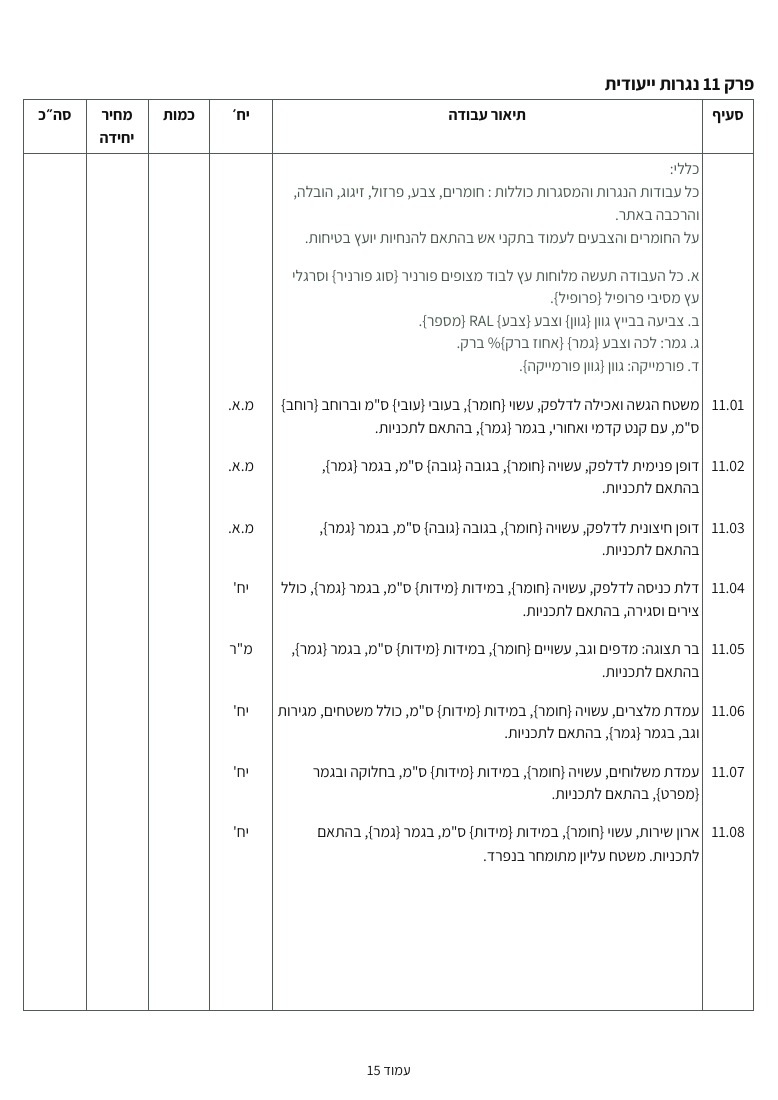 פרק 11 נגרות ייעודית
סעיף תיאור עבודה יח׳ כמות מחיר יחידה סה״כ
כללי:
כל עבודות הנגרות והמסגרות כוללות : חומרים, צבע, פרזול, זיגוג, הובלה,
והרכבה באתר.
על החומרים והצבעים לעמוד בתקני אש בהתאם להנחיות יועץ בטיחות.
א. כל העבודה תעשה מלוחות עץ לבוד מצופים פורניר {סוג פורניר} וסרגלי
עץ מסיבי פרופיל {פרופיל}.
ב. צביעה בבייץ גוון {גוון} וצבע {צבע} RAL {מספר}.
ג. גמר: לכה וצבע {גמר} {אחוז ברק}% ברק.
ד. פורמייקה: גוון {גוון פורמייקה}.
11.01 משטח הגשה ואכילה לדלפק, עשוי {חומר}, בעובי {עובי} ס"מ וברוחב {רוחב} מ.א.
ס"מ, עם קנט קדמי ואחורי, בגמר {גמר}, בהתאם לתכניות.
11.02 דופן פנימית לדלפק, עשויה {חומר}, בגובה {גובה} ס"מ, בגמר {גמר}, מ.א.
בהתאם לתכניות.
11.03 דופן חיצונית לדלפק, עשויה {חומר}, בגובה {גובה} ס"מ, בגמר {גמר}, מ.א.
בהתאם לתכניות.
11.04 דלת כניסה לדלפק, עשויה {חומר}, במידות {מידות} ס"מ, בגמר {גמר}, כולל יח'
צירים וסגירה, בהתאם לתכניות.
11.05 בר תצוגה: מדפים וגב, עשויים {חומר}, במידות {מידות} ס"מ, בגמר {גמר}, מ"ר
בהתאם לתכניות.
11.06 עמדת מלצרים, עשויה {חומר}, במידות {מידות} ס"מ, כולל משטחים, מגירות יח'
וגב, בגמר {גמר}, בהתאם לתכניות.
11.07 עמדת משלוחים, עשויה {חומר}, במידות {מידות} ס"מ, בחלוקה ובגמר יח'
{מפרט}, בהתאם לתכניות.
11.08 ארון שירות, עשוי {חומר}, במידות {מידות} ס"מ, בגמר {גמר}, בהתאם יח'
לתכניות. משטח עליון מתומחר בנפרד.
עמוד 15